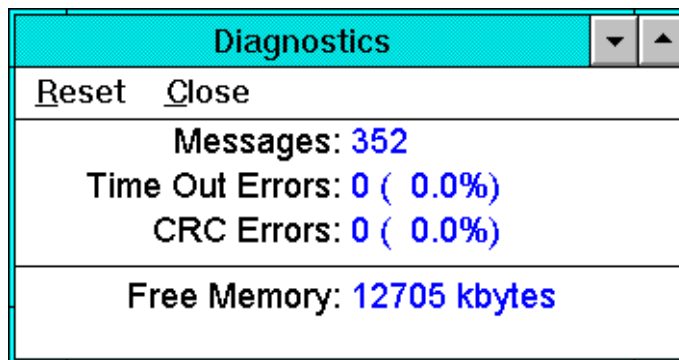 Diagnostics
Reset Close
Messages: 352
Time Out Errors: 0 ( 0.0%)
CRC Errors: 0 ( 0.0%)
Free Memory: 12705 kbytes